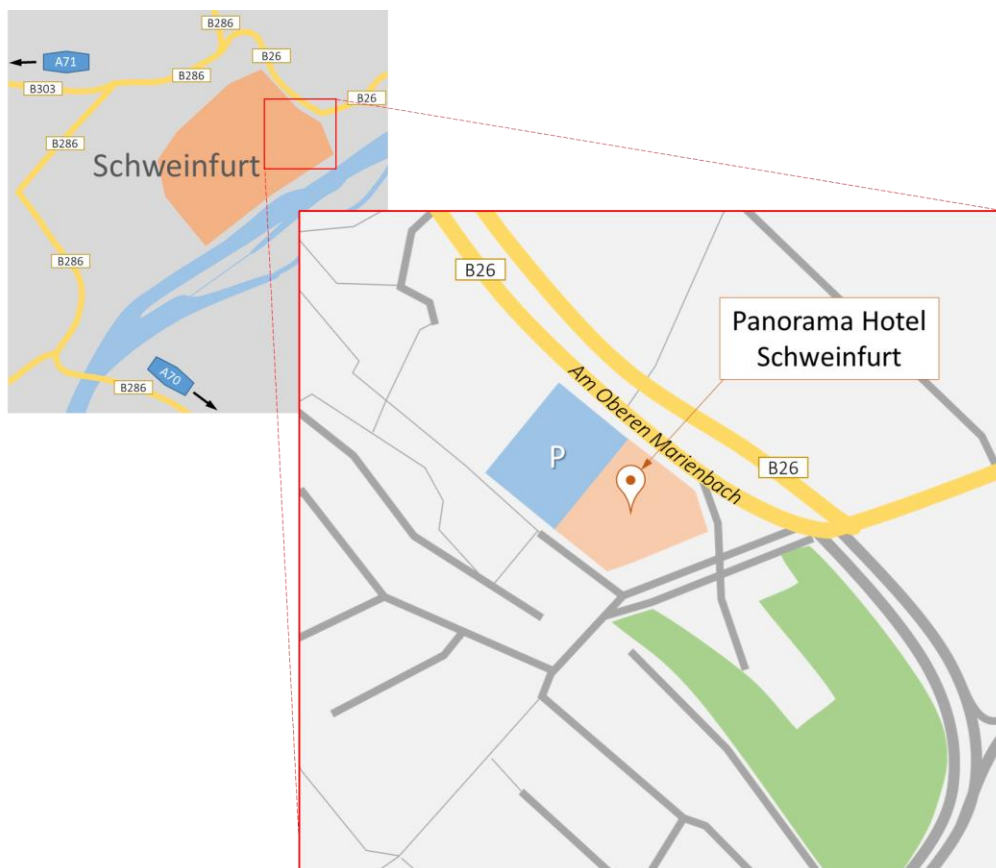 B286
B26
A71
B286
B303
B26
B286
Schweinfurt
B286
A70
B286
B26
Panorama Hotel
Schweinfurt
Am Oberen Marienbach
P
B26